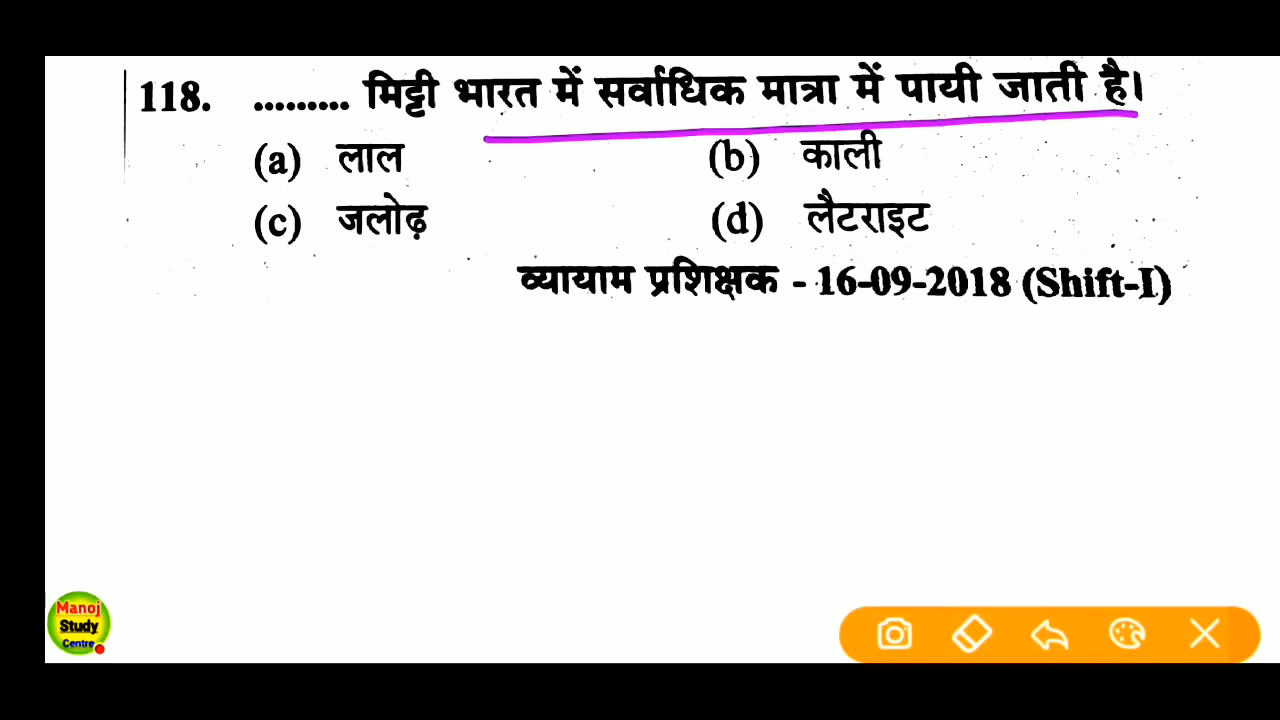 118. ......... मिट्टी भारत में सर्वाधिक मात्रा में पायी जाती है।
(a) लाल (b) काली
(c) जलोढ़ (d) लैटराइट
व्यायाम प्रशिक्षक - 16-09-2018 (Shift-I)
Manoj
Study
Centre